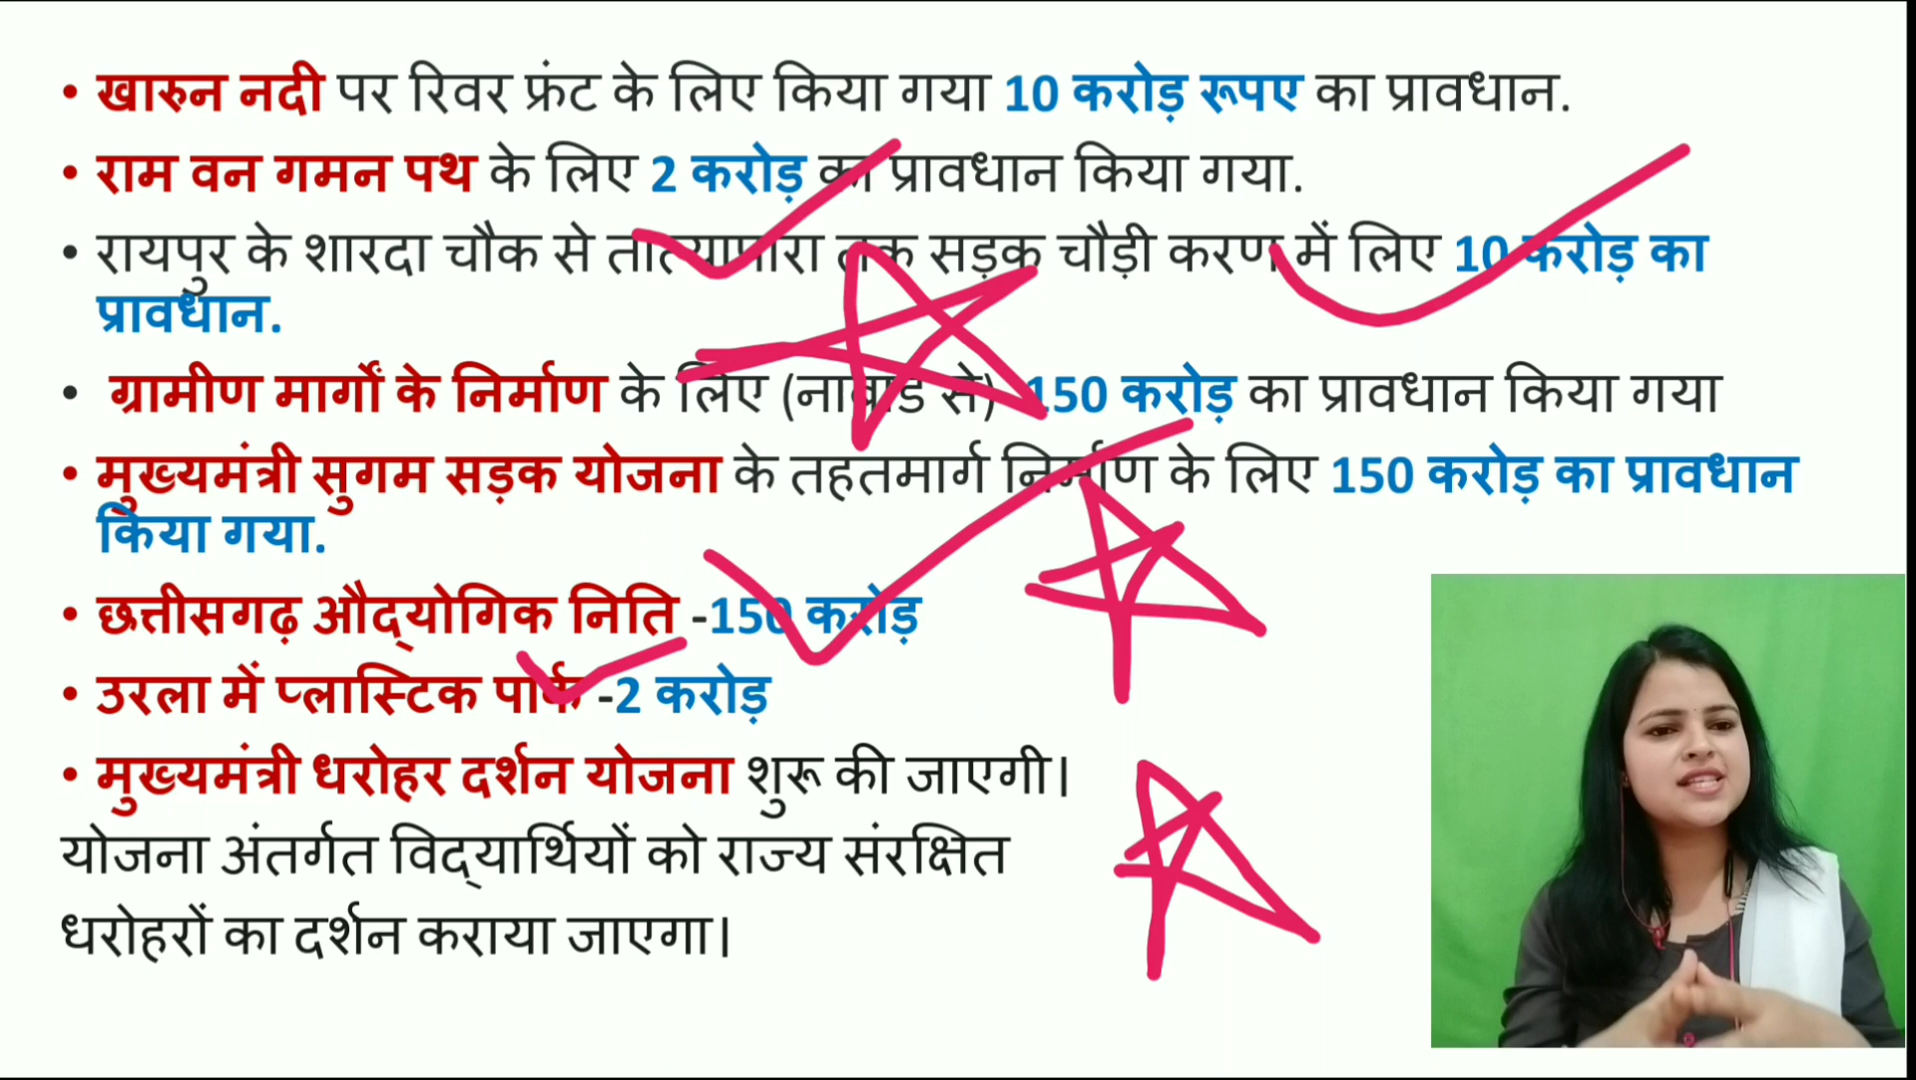 • खारुन नदी पर रिवर फ्रंट के लिए किया गया 10 करोड़ रूपए का प्रावधान.
• राम वन गमन पथ के लिए 2 करोड़ का प्रावधान किया गया.
• रायपुर के शारदा चौक से तात्यापारा तक सड़क चौड़ी करण में लिए 10 करोड़ का
प्रावधान.
• ग्रामीण मार्गों के निर्माण के लिए (नाबार्ड से) 150 करोड़ का प्रावधान किया गया
• मुख्यमंत्री सुगम सड़क योजना के तहतमार्ग निर्माण के लिए 150 करोड़ का प्रावधान
किया गया.
• छत्तीसगढ़ औद्योगिक निति -150 करोड़
• उरला में प्लास्टिक पार्क -2 करोड़
• मुख्यमंत्री धरोहर दर्शन योजना शुरू की जाएगी।
योजना अंतर्गत विद्यार्थियों को राज्य संरक्षित
धरोहरों का दर्शन कराया जाएगा।